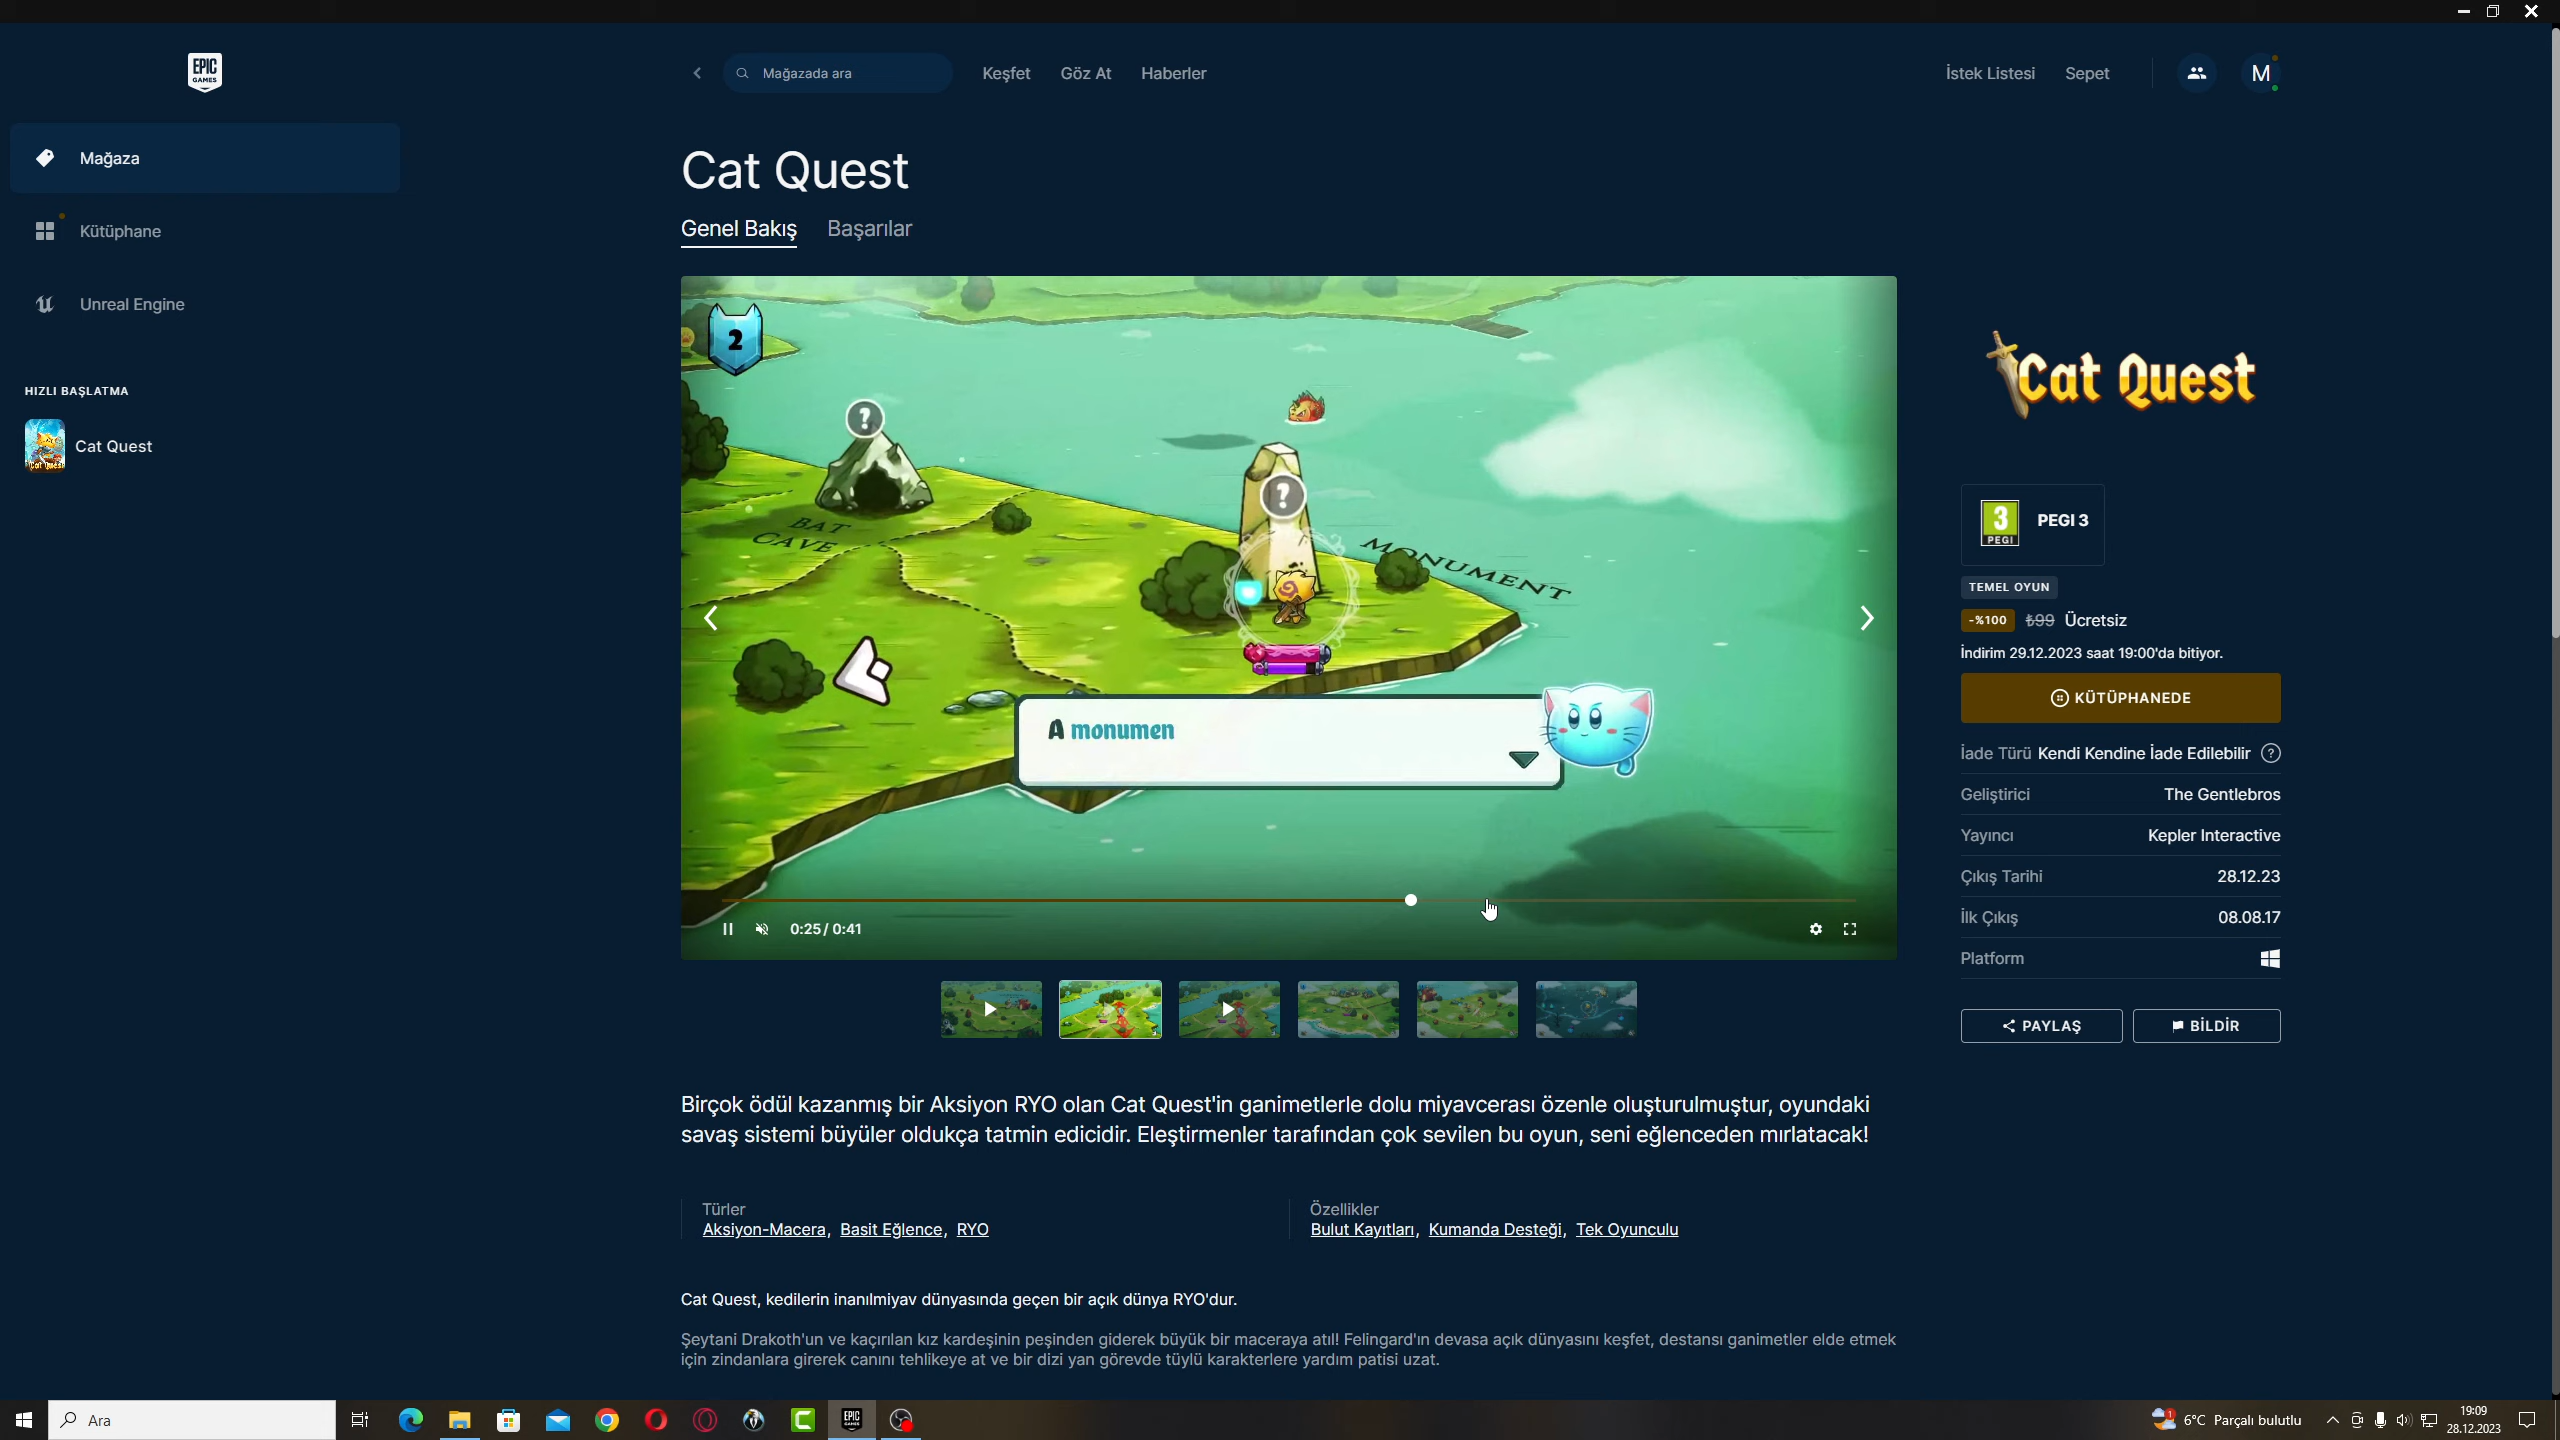 EPIC
GAMES
Mağazada ara
Keşfet
Göz At
Haberler
İstek Listesi
Sepet
M
Mağaza
Kütüphane
Unreal Engine
HIZLI BAŞLATMA
Cat Quest
Cat Quest
Genel Bakış
Başarılar
2
?
?
BAT
CAVE
MONUMENT
A monumen
0:25 / 0:41
Cat Quest
3
PEGI
PEGI 3
TEMEL OYUN
-%100 ₺99 Ücretsiz
İndirim 29.12.2023 saat 19:00'da bitiyor.
KÜTÜPHANEDE
İade Türü Kendi Kendine İade Edilebilir ?
Geliştirici The Gentlebros
Yayıncı Kepler Interactive
Çıkış Tarihi 28.12.23
İlk Çıkış 08.08.17
Platform
PAYLAŞ
BİLDİR
Birçok ödül kazanmış bir Aksiyon RYO olan Cat Quest'in ganimetlerle dolu miyavcerası özenle oluşturulmuştur, oyundaki
savaş sistemi büyüler oldukça tatmin edicidir. Eleştirmenler tarafından çok sevilen bu oyun, seni eğlenceden mırlatacak!
Türler
Aksiyon-Macera, Basit Eğlence, RYO
Özellikler
Bulut Kayıtları, Kumanda Desteği, Tek Oyunculu
Cat Quest, kedilerin inanılmiyav dünyasında geçen bir açık dünya RYO'dur.
Şeytani Drakoth'un ve kaçırılan kız kardeşinin peşinden giderek büyük bir maceraya atıl! Felingard'ın devasa açık dünyasını keşfet, destansı ganimetler elde etmek
için zindanlara girerek canını tehlikeye at ve bir dizi yan görevde tüylü karakterlere yardım patisi uzat.
Ara
6°C Parçalı bulutlu
19:09
28.12.2023